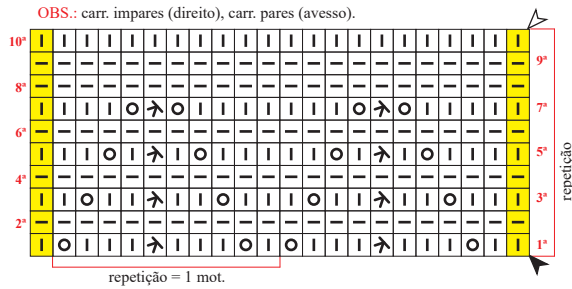 OBS.: carr. impares (direito), carr. pares (avesso).
10ª
9ª
8ª
7ª
6ª
5ª
4ª
3ª
2ª
1ª
repetição
repetição = 1 mot.